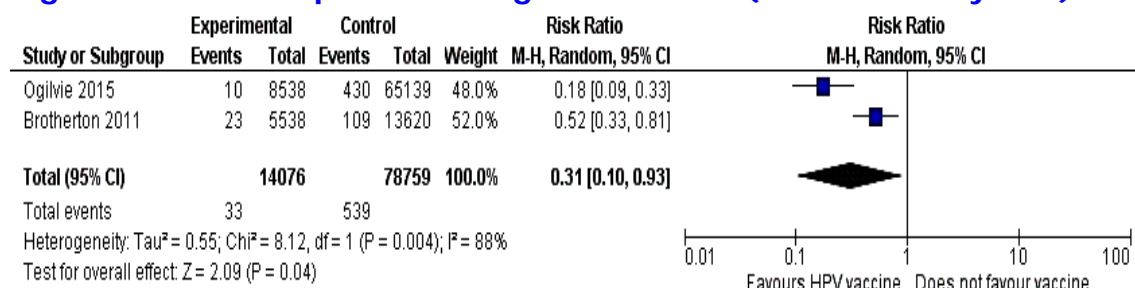 Experimental Control Risk Ratio Risk Ratio
Study or Subgroup Events Total Events Total Weight M-H, Random, 95% CI M-H, Random, 95% CI
Ogilvie 2015 10 8538 430 65139 48.0% 0.18 [0.09, 0.33]
Brotherton 2011 23 5538 109 13620 52.0% 0.52 [0.33, 0.81]
Total (95% CI) 14076 78759 100.0% 0.31 [0.10, 0.93]
Total events 33 539
Heterogeneity: Tau² = 0.55; Chi² = 8.12, df = 1 (P = 0.004); I² = 88%
Test for overall effect: Z = 2.09 (P = 0.04)
0.01 0.1 1 10 100
Favours HPV vaccine Does not favour vaccine